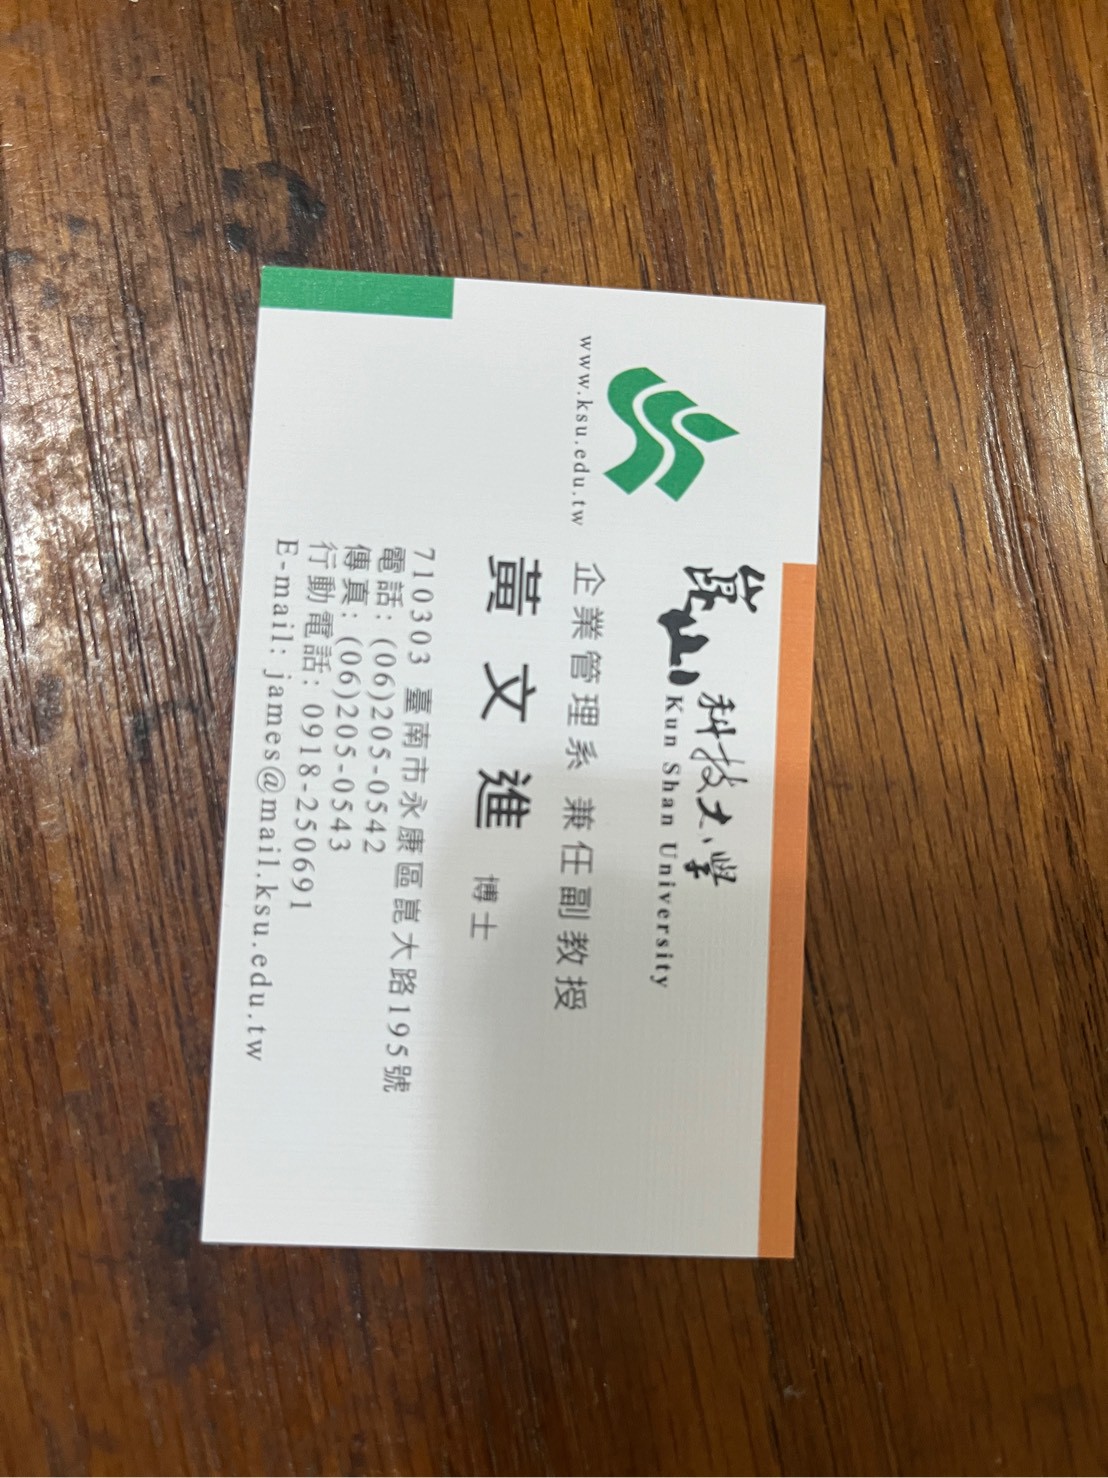 崑山科技大學
Kun Shan University
www.ksu.edu.tw
企業管理系 兼任副教授
黃文進 博士
710303 臺南市永康區崑大路195號
電話：(06)205-0542
傳真：(06)205-0543
行動電話：0918-250691
E-mail: james@mail.ksu.edu.tw